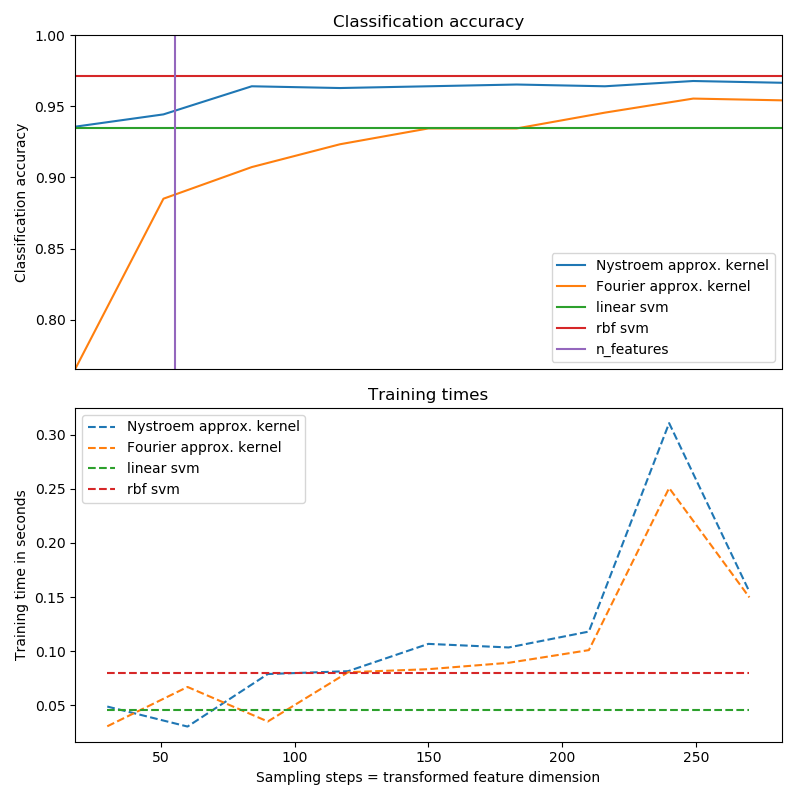 Classification accuracy
1.00
0.95
0.90
0.85
0.80
Classification accuracy
Nystroem approx. kernel
Fourier approx. kernel
linear svm
rbf svm
n_features
Training times
0.30
0.25
0.20
0.15
0.10
0.05
Training time in seconds
Nystroem approx. kernel
Fourier approx. kernel
linear svm
rbf svm
50
100
150
200
250
Sampling steps = transformed feature dimension